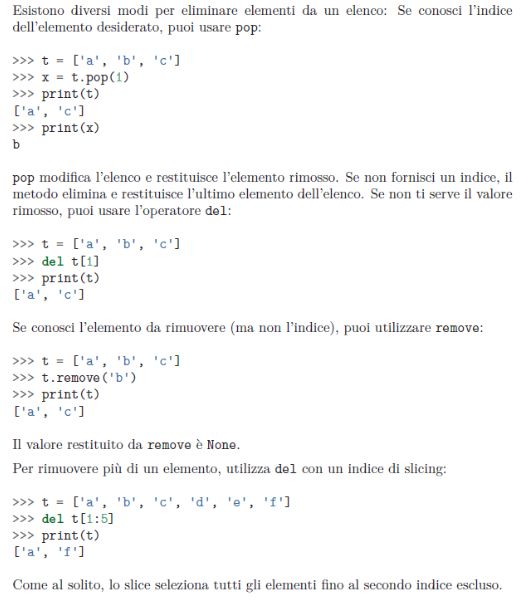 Esistono diversi modi per eliminare elementi da un elenco: Se conosci l'indice
dell'elemento desiderato, puoi usare pop:
>>> t = ['a', 'b', 'c']
>>> x = t.pop(1)
>>> print(t)
['a', 'c']
>>> print(x)
b
pop modifica l'elenco e restituisce l'elemento rimosso. Se non fornisci un indice, il
metodo elimina e restituisce l'ultimo elemento dell'elenco. Se non ti serve il valore
rimosso, puoi usare l'operatore del:
>>> t = ['a', 'b', 'c']
>>> del t[1]
>>> print(t)
['a', 'c']
Se conosci l'elemento da rimuovere (ma non l'indice), puoi utilizzare remove:
>>> t = ['a', 'b', 'c']
>>> t.remove('b')
>>> print(t)
['a', 'c']
Il valore restituito da remove è None.
Per rimuovere più di un elemento, utilizza del con un indice di slicing:
>>> t = ['a', 'b', 'c', 'd', 'e', 'f']
>>> del t[1:5]
>>> print(t)
['a', 'f']
Come al solito, lo slice seleziona tutti gli elementi fino al secondo indice escluso.